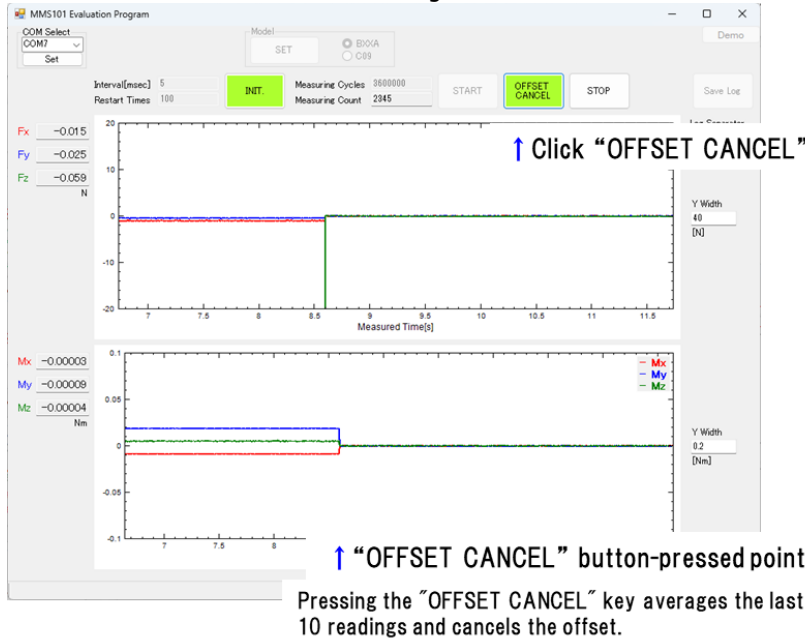 MMS101 Evaluation Program
COM Select
COM7
Set
Model
SET
BXXA
C09
Demo
Interval[msec] 5
Restart Times 100
INIT.
Measuring Cycles 3600000
Measuring Count 2345
START
OFFSET CANCEL
STOP
Save Log
Fx -0.015
Fy -0.025
Fz -0.059
N
↑ Click “OFFSET CANCEL”
20
10
0
-10
-20
7 7.5 8 8.5 9 9.5 10 10.5 11 11.5
Measured Time[s]
Y Width
40
[N]
Mx -0.00003
My -0.00009
Mz -0.00004
Nm
0.1
0.05
0
-0.05
-0.1
7 7.5 8
Mx
My
Mz
Y Width
0.2
[Nm]
↑ “OFFSET CANCEL” button-pressed point
Pressing the "OFFSET CANCEL" key averages the last
10 readings and cancels the offset.